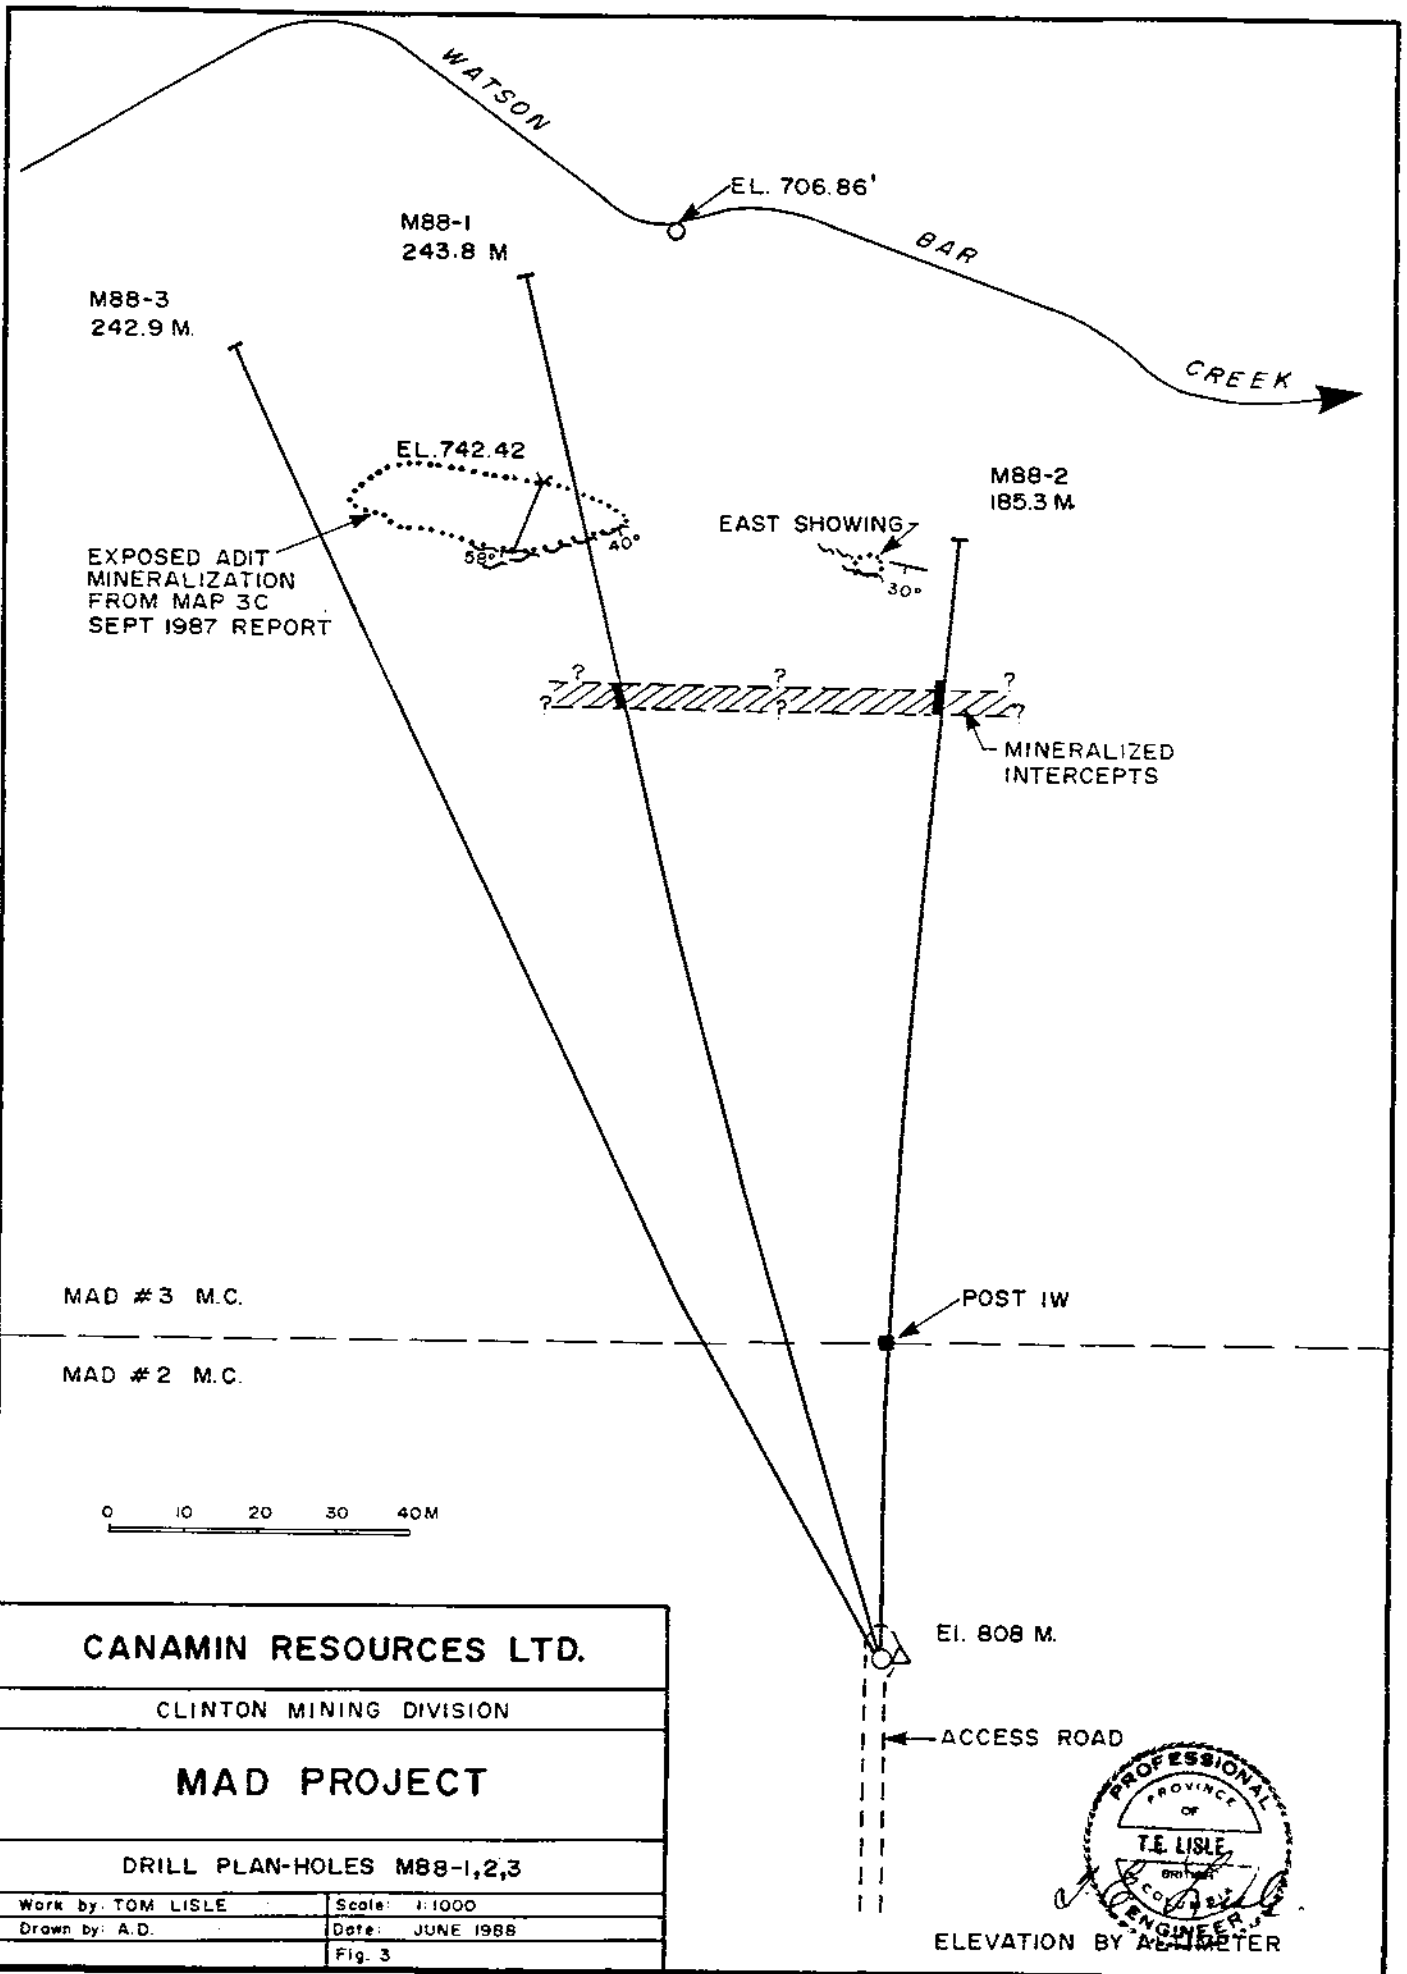 WATSON
EL. 706.86'
BAR
CREEK
M88-1
243.8 M
M88-3
242.9 M.
EL.742.42
58°
40°
EXPOSED ADIT
MINERALIZATION
FROM MAP 3C
SEPT 1987 REPORT
M88-2
185.3 M.
EAST SHOWING
30°
? ? ?
? ? ?
MINERALIZED
INTERCEPTS
MAD #3 M.C.
POST 1W
MAD #2 M.C.
0 10 20 30 40M
El. 808 M.
ACCESS ROAD
CANAMIN RESOURCES LTD.
CLINTON MINING DIVISION
MAD PROJECT
DRILL PLAN-HOLES M88-1,2,3
Work by: TOM LISLE
Scale: 1:1000
Drawn by: A.D.
Date: JUNE 1988
Fig. 3
PROFESSIONAL
PROVINCE
OF
T.E. LISLE
BRITISH
COLUMBIA
ENGINEER
ELEVATION BY ALTIMETER